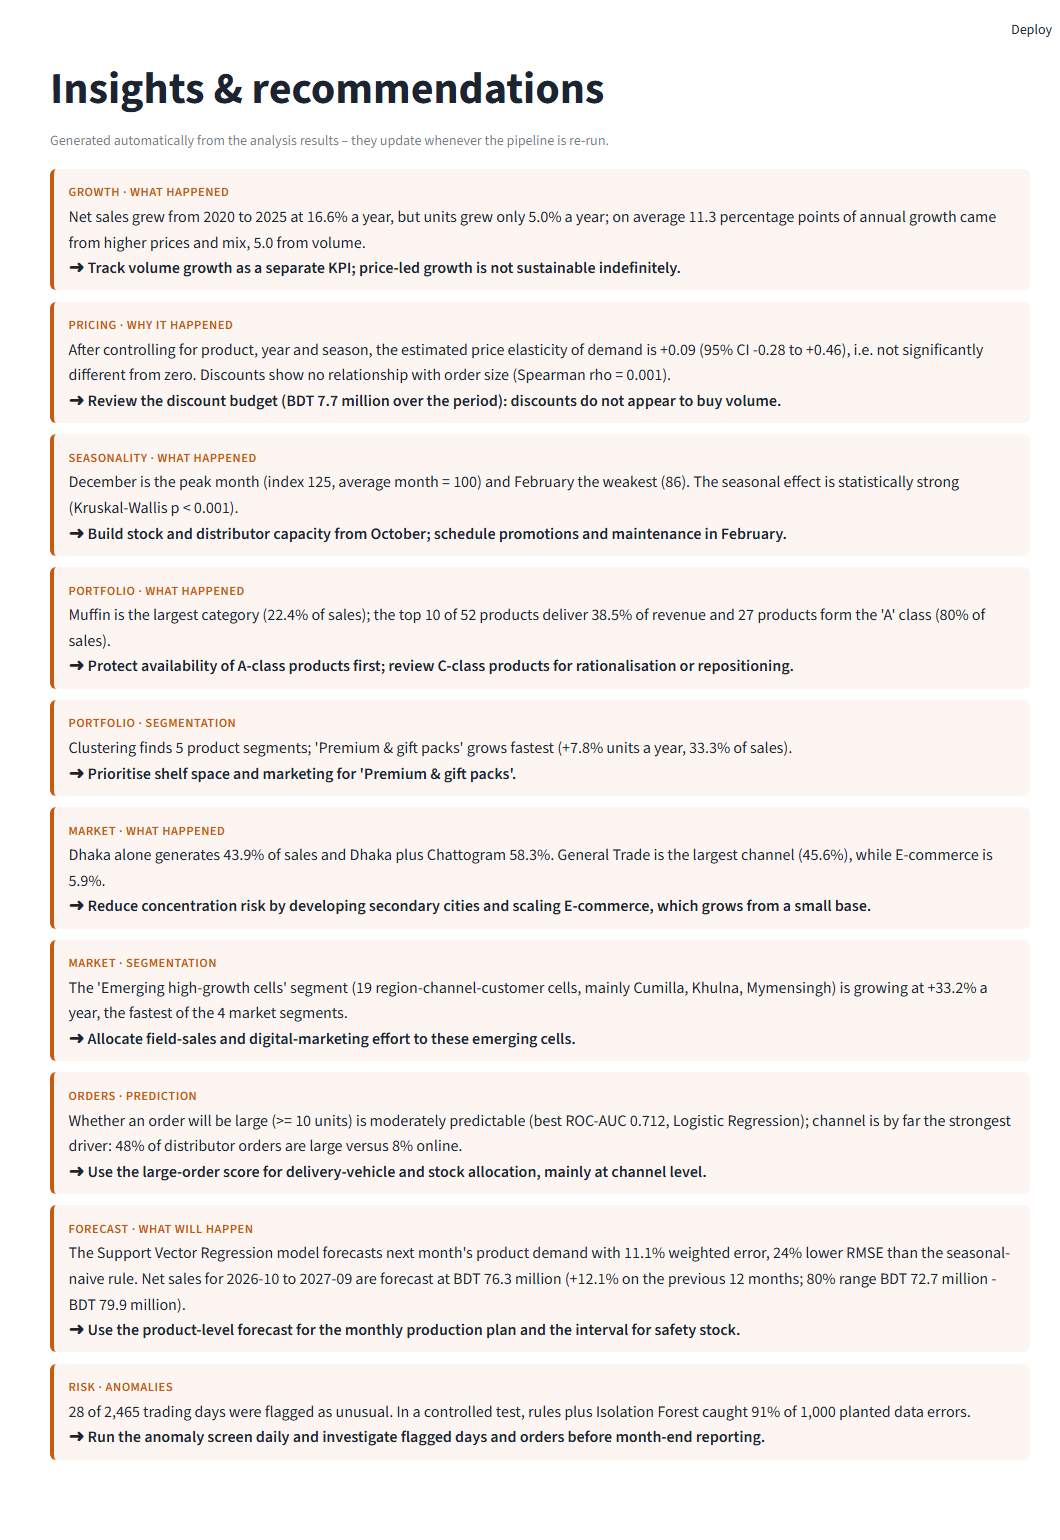 Deploy
Insights & recommendations
Generated automatically from the analysis results – they update whenever the pipeline is re-run.
GROWTH · WHAT HAPPENED
Net sales grew from 2020 to 2025 at 16.6% a year, but units grew only 5.0% a year; on average 11.3 percentage points of annual growth came
from higher prices and mix, 5.0 from volume.
➜ Track volume growth as a separate KPI; price-led growth is not sustainable indefinitely.
PRICING · WHY IT HAPPENED
After controlling for product, year and season, the estimated price elasticity of demand is +0.09 (95% CI -0.28 to +0.46), i.e. not significantly
different from zero. Discounts show no relationship with order size (Spearman rho = 0.001).
➜ Review the discount budget (BDT 7.7 million over the period): discounts do not appear to buy volume.
SEASONALITY · WHAT HAPPENED
December is the peak month (index 125, average month = 100) and February the weakest (86). The seasonal effect is statistically strong
(Kruskal-Wallis p < 0.001).
➜ Build stock and distributor capacity from October; schedule promotions and maintenance in February.
PORTFOLIO · WHAT HAPPENED
Muffin is the largest category (22.4% of sales); the top 10 of 52 products deliver 38.5% of revenue and 27 products form the 'A' class (80% of
sales).
➜ Protect availability of A-class products first; review C-class products for rationalisation or repositioning.
PORTFOLIO · SEGMENTATION
Clustering finds 5 product segments; 'Premium & gift packs' grows fastest (+7.8% units a year, 33.3% of sales).
➜ Prioritise shelf space and marketing for 'Premium & gift packs'.
MARKET · WHAT HAPPENED
Dhaka alone generates 43.9% of sales and Dhaka plus Chattogram 58.3%. General Trade is the largest channel (45.6%), while E-commerce is
5.9%.
➜ Reduce concentration risk by developing secondary cities and scaling E-commerce, which grows from a small base.
MARKET · SEGMENTATION
The 'Emerging high-growth cells' segment (19 region-channel-customer cells, mainly Cumilla, Khulna, Mymensingh) is growing at +33.2% a
year, the fastest of the 4 market segments.
➜ Allocate field-sales and digital-marketing effort to these emerging cells.
ORDERS · PREDICTION
Whether an order will be large (>= 10 units) is moderately predictable (best ROC-AUC 0.712, Logistic Regression); channel is by far the strongest
driver: 48% of distributor orders are large versus 8% online.
➜ Use the large-order score for delivery-vehicle and stock allocation, mainly at channel level.
FORECAST · WHAT WILL HAPPEN
The Support Vector Regression model forecasts next month's product demand with 11.1% weighted error, 24% lower RMSE than the seasonal-
naive rule. Net sales for 2026-10 to 2027-09 are forecast at BDT 76.3 million (+12.1% on the previous 12 months; 80% range BDT 72.7 million -
BDT 79.9 million).
➜ Use the product-level forecast for the monthly production plan and the interval for safety stock.
RISK · ANOMALIES
28 of 2,465 trading days were flagged as unusual. In a controlled test, rules plus Isolation Forest caught 91% of 1,000 planted data errors.
➜ Run the anomaly screen daily and investigate flagged days and orders before month-end reporting.